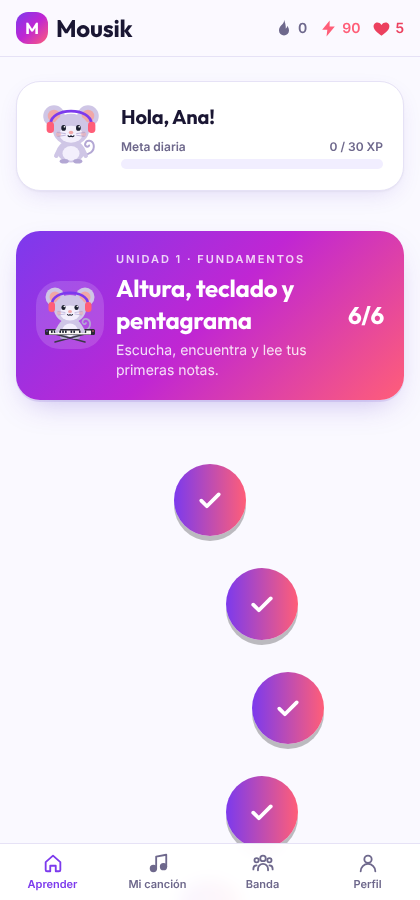 M Mousik
0
90
5
Hola, Ana!
Meta diaria
0 / 30 XP
UNIDAD 1 · FUNDAMENTOS
Altura, teclado y
pentagrama
6/6
Escucha, encuentra y lee tus
primeras notas.
Aprender
Mi canción
Banda
Perfil